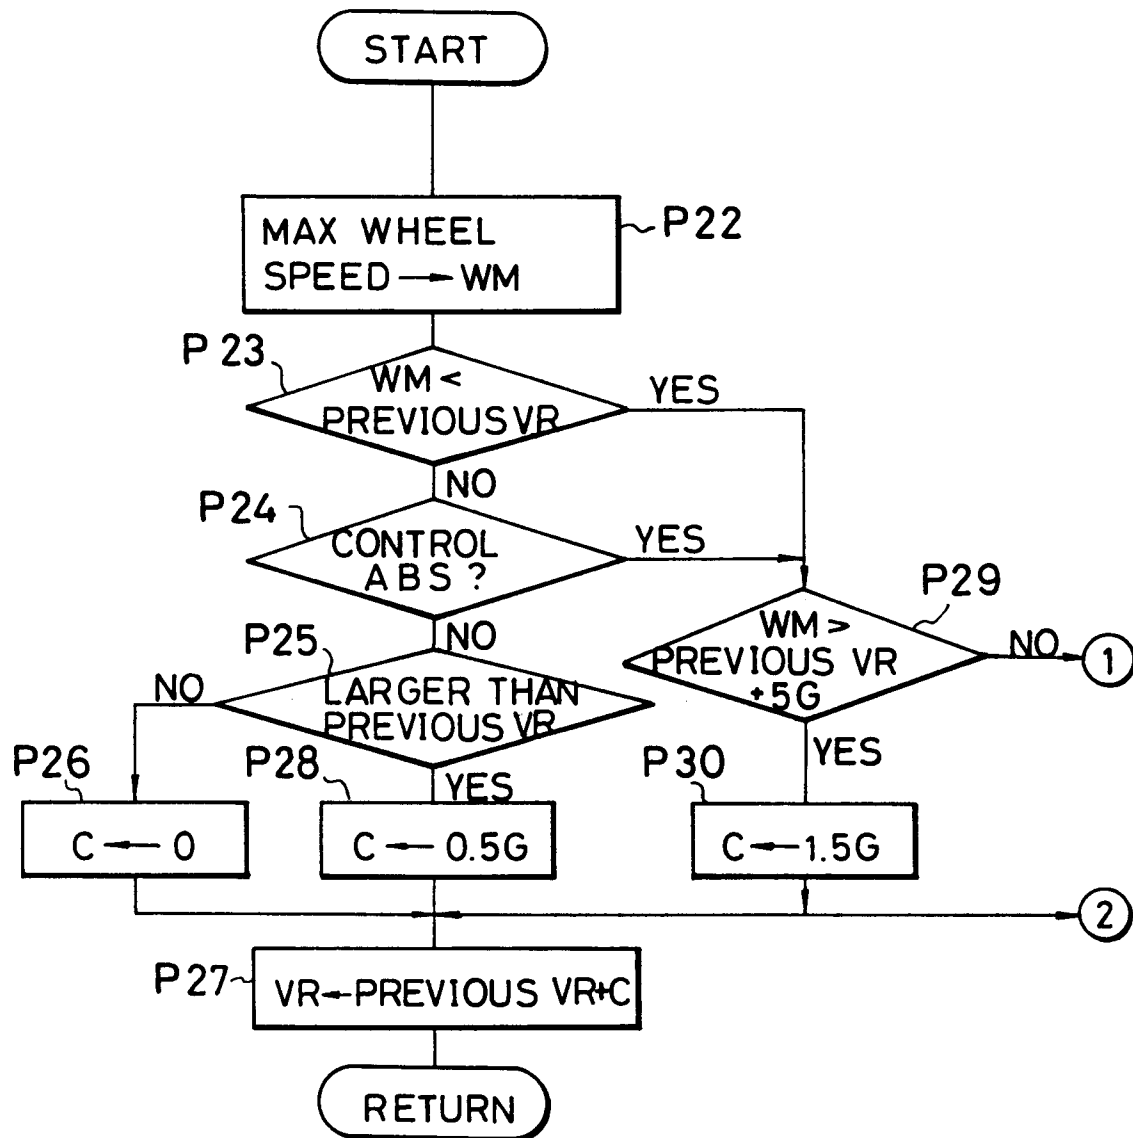 START
MAX WHEEL
SPEED → WM
P22
P23
WM <
PREVIOUS VR
YES
NO
P24
CONTROL
ABS ?
YES
NO
P29
WM >
PREVIOUS VR
+5G
NO
1
YES
P25
LARGER THAN
PREVIOUS VR
NO
YES
P26
C ← 0
P28
C ← 0.5G
P30
C ← 1.5G
2
P27
VR ← PREVIOUS VR+C
RETURN